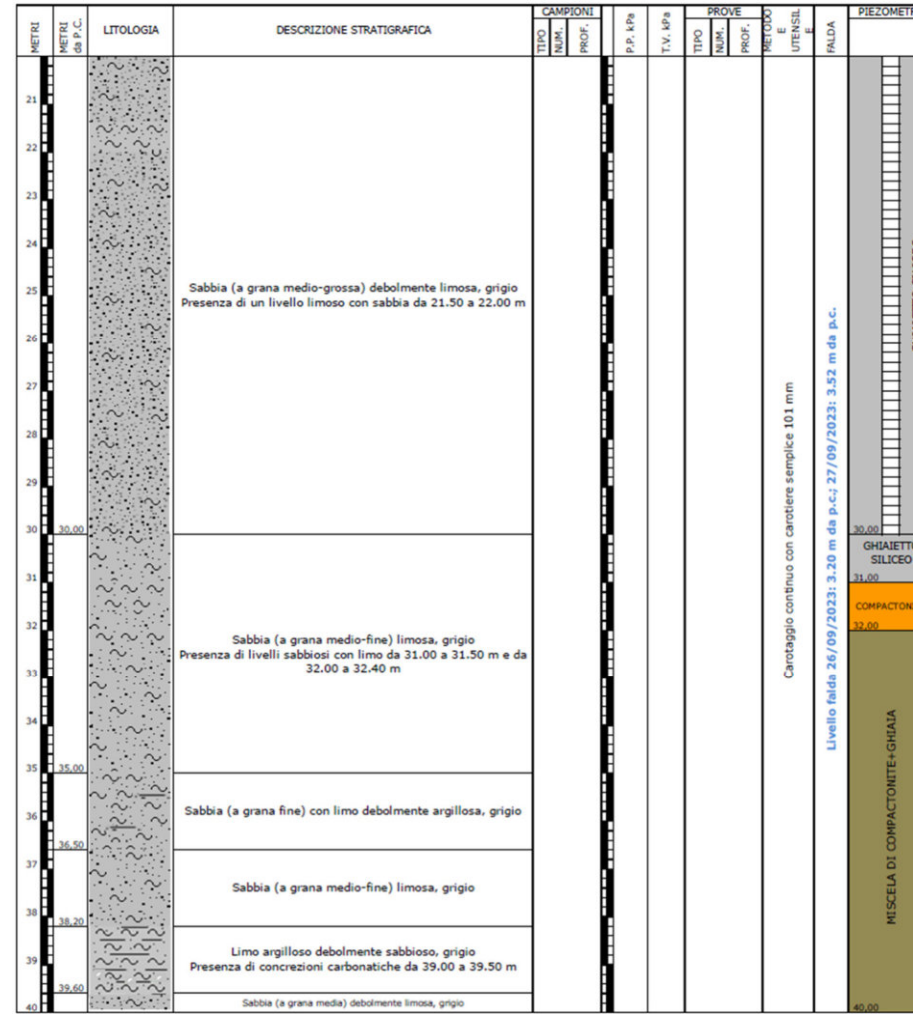 METRI
METRI da P.C.
LITOLOGIA
DESCRIZIONE STRATIGRAFICA
CAMPIONI
TIPO
NUM.
PROF.
P.P. kPa
T.V. kPa
PROVE
TIPO
NUM.
PROF.
METODO E UTENSILE
FALDA
PIEZOMETR
21
22
23
24
25
26
27
28
29
30
31
32
33
34
35
36
37
38
39
40
30,00
35,00
36,50
38,20
39,60
Sabbia (a grana medio-grossa) debolmente limosa, grigio
Presenza di un livello limoso con sabbia da 21.50 a 22.00 m
Sabbia (a grana medio-fine) limosa, grigio
Presenza di livelli sabbiosi con limo da 31.00 a 31.50 m e da
32.00 a 32.40 m
Sabbia (a grana fine) con limo debolmente argillosa, grigio
Sabbia (a grana medio-fine) limosa, grigio
Limo argilloso debolmente sabbioso, grigio
Presenza di concrezioni carbonatiche da 39.00 a 39.50 m
Sabbia (a grana media) debolmente limosa, grigio
Carotaggio continuo con carotiere semplice 101 mm
Livello falda 26/09/2023: 3.20 m da p.c.; 27/09/2023: 3.52 m da p.c.
30,00
GHIAIETTO
SILICEO
31,00
COMPACTONI
32,00
MISCELA DI COMPACTONITE+GHIAIA
40,00